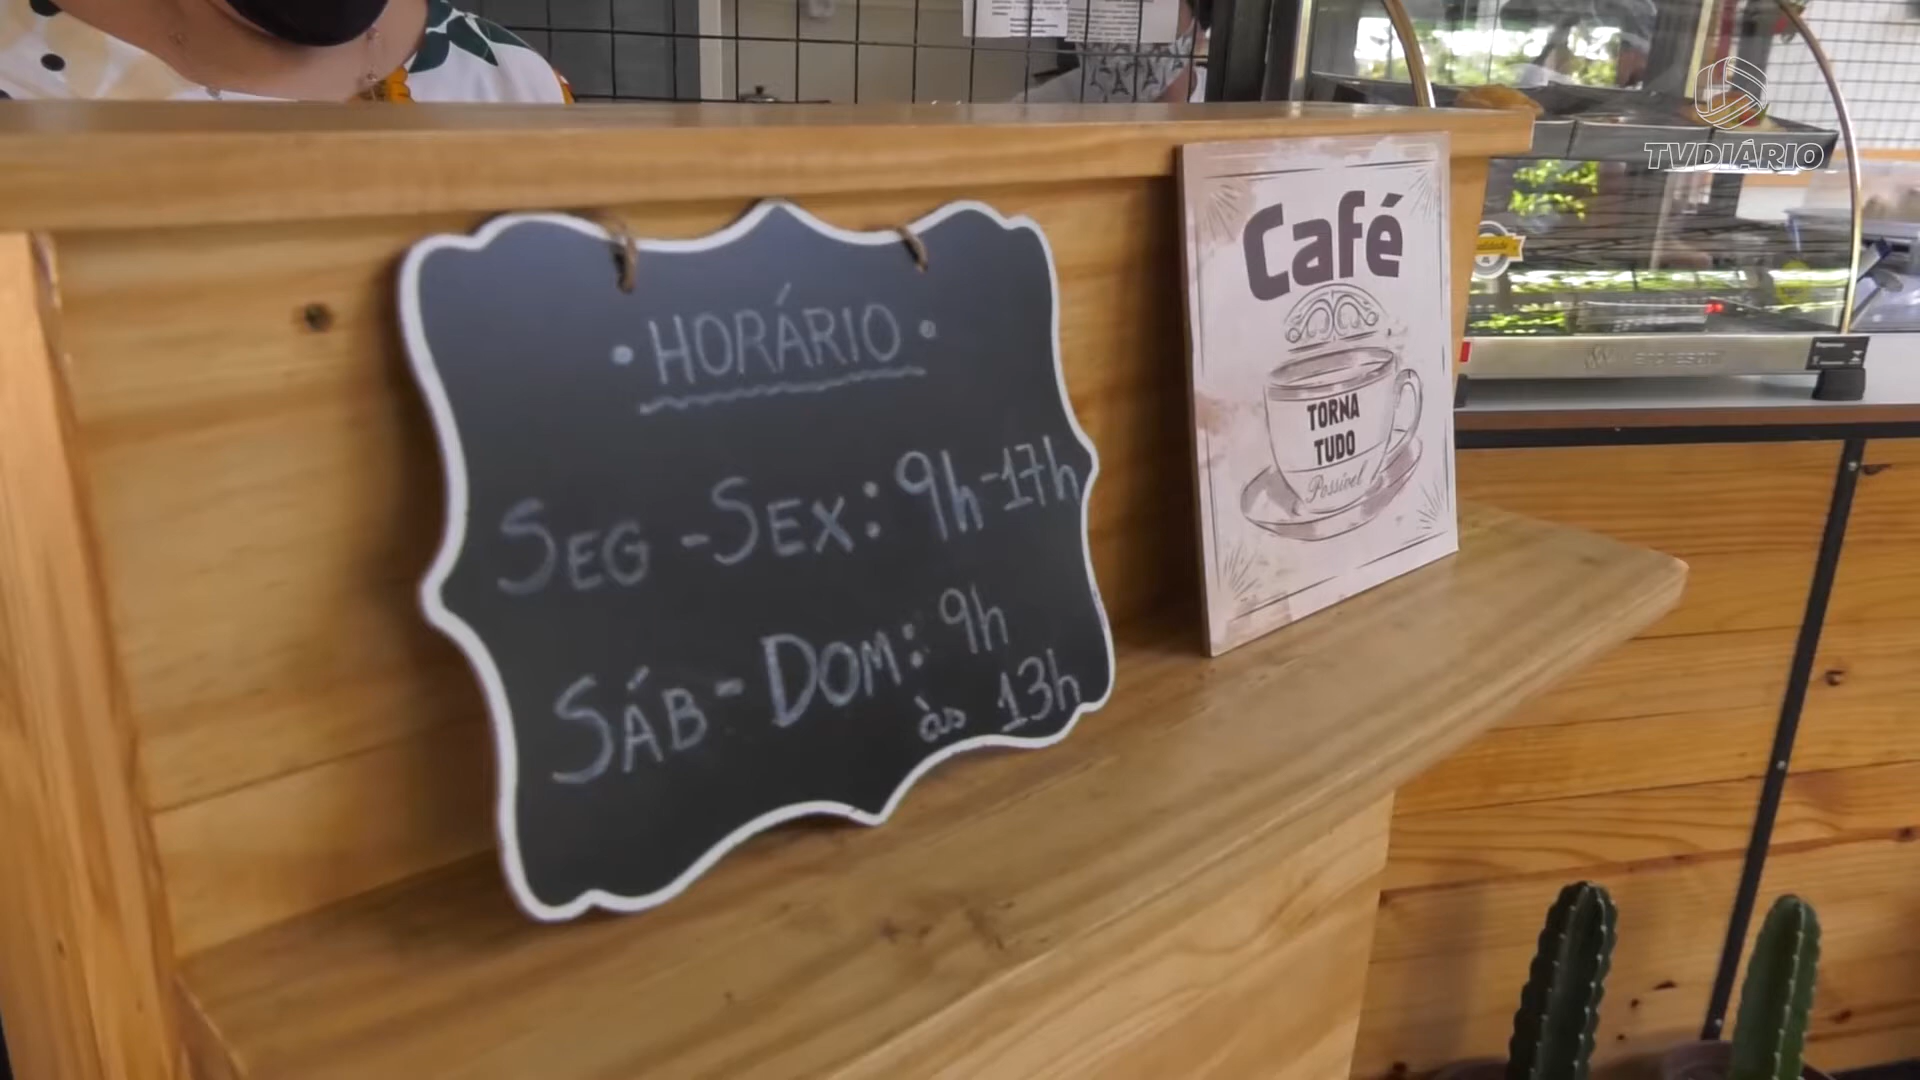 TVDIÁRIO
• HORÁRIO •
SEG - SEX: 9h - 17h
SÁB - DOM: 9h
às 13h
Café
TORNA
TUDO
Possível